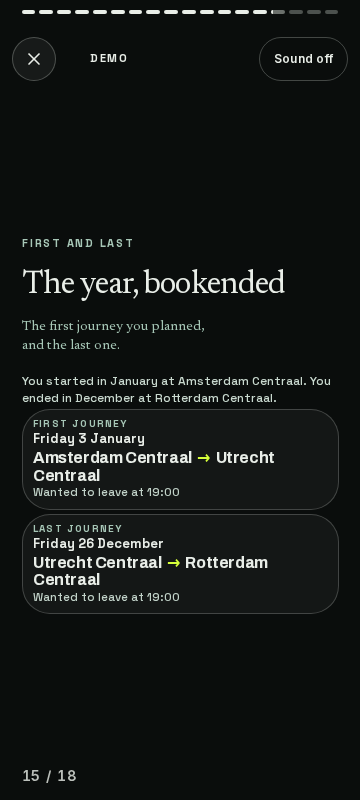 DEMO
Sound off
FIRST AND LAST
The year, bookended
The first journey you planned,
and the last one.
You started in January at Amsterdam Centraal. You
ended in December at Rotterdam Centraal.
FIRST JOURNEY
Friday 3 January
Amsterdam Centraal → Utrecht
Centraal
Wanted to leave at 19:00
LAST JOURNEY
Friday 26 December
Utrecht Centraal → Rotterdam
Centraal
Wanted to leave at 19:00
15 / 18